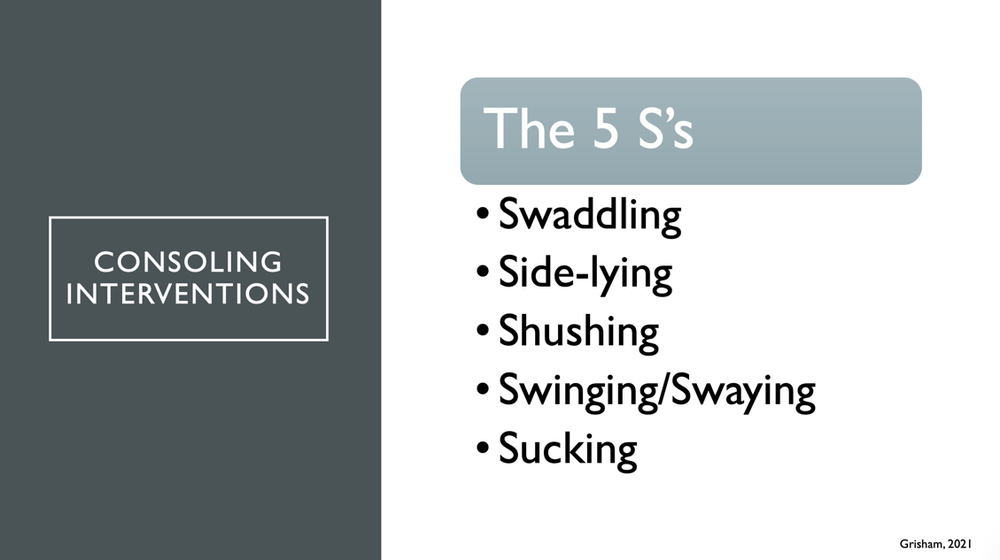 CONSOLING
INTERVENTIONS
The 5 S’s
• Swaddling
• Side-lying
• Shushing
• Swinging/Swaying
• Sucking
Grisham, 2021